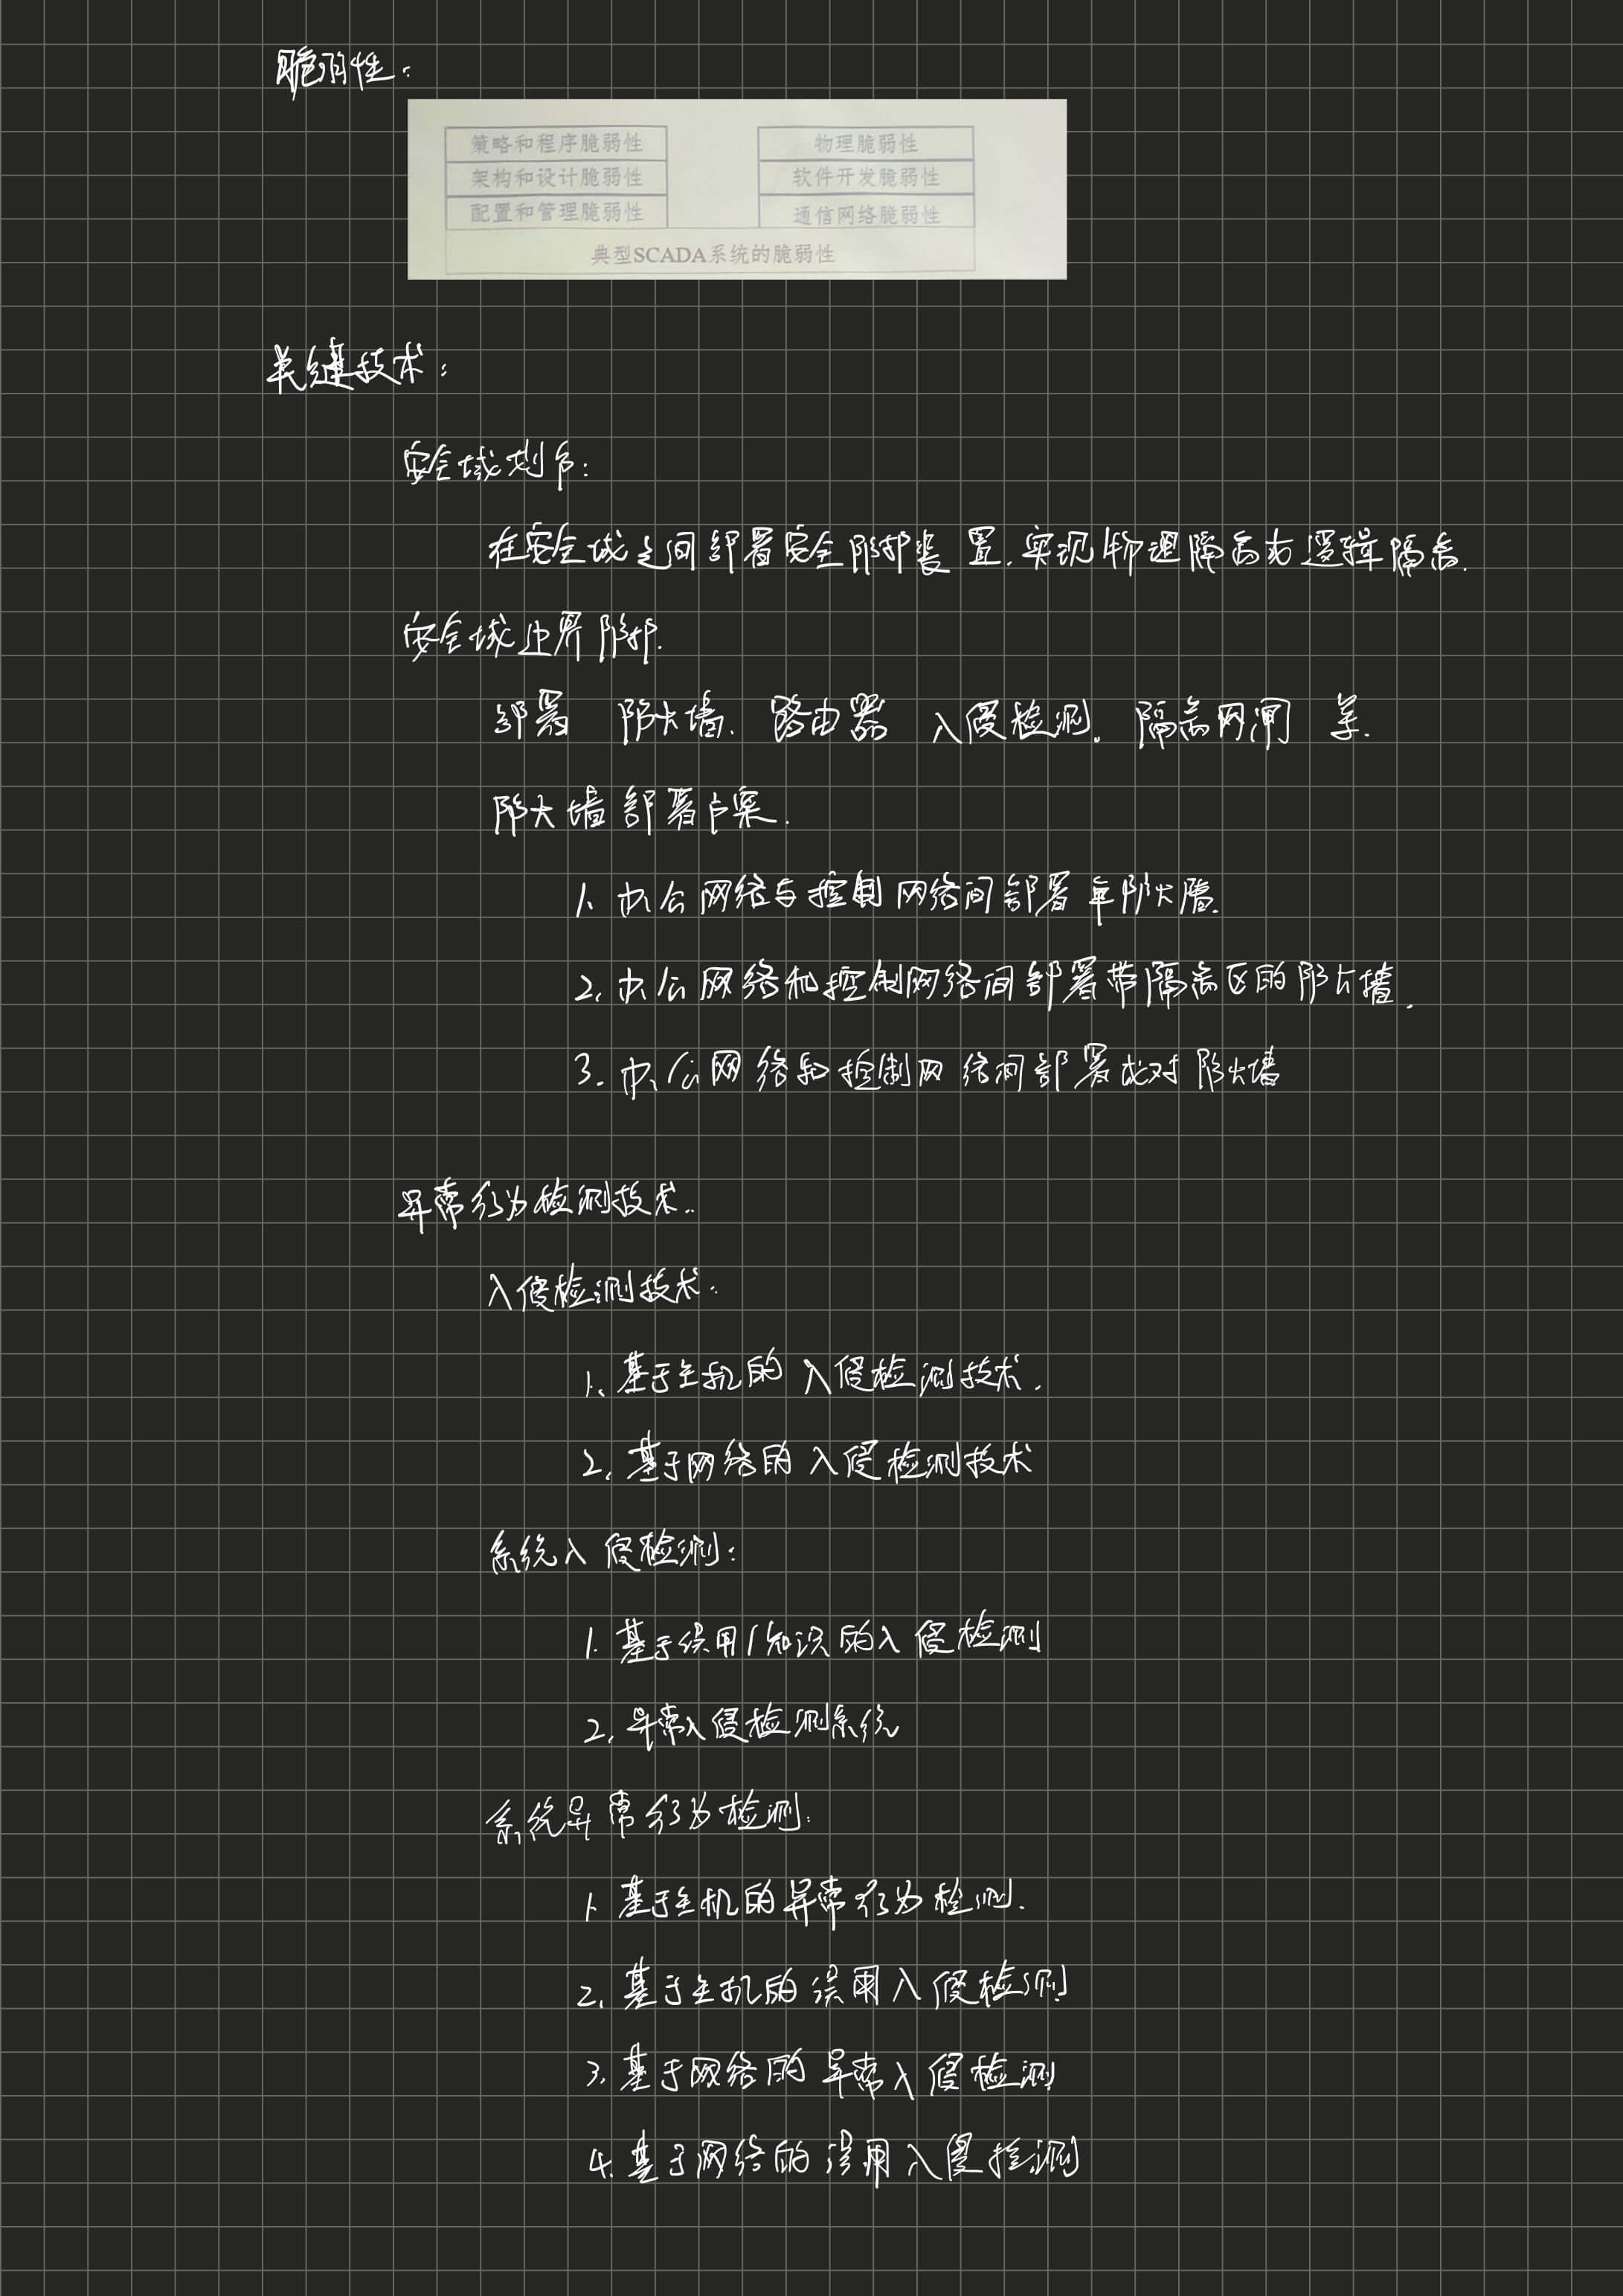 脆弱性：
策略和程序脆弱性 物理脆弱性
架构和设计脆弱性 软件开发脆弱性
配置和管理脆弱性 通信网络脆弱性
典型SCADA系统的脆弱性
关键技术：
安全域划分：
在安全域之间部署安全防护装置.实现物理隔离或逻辑隔离.
安全域边界防护.
部署 防火墙、路由器 入侵检测. 隔离网闸 等.
防火墙部署方案.
1、办公网络与控制网络间部署单防火墙.
2、办公网络和控制网络间部署带隔离区的防火墙.
3.办公网络和控制网络间部署成对防火墙
异常行为检测技术..
入侵检测技术：
1、基于主机的入侵检测技术.
2、基于网络的入侵检测技术
系统入侵检测：
1.基于误用/知识的入侵检测
2.异常入侵检测系统
系统异常行为检测:
1.基于主机的异常行为检测.
2、基于主机的误用入侵检测
3.基于网络的异常入侵检测
4.基于网络的误用入侵检测